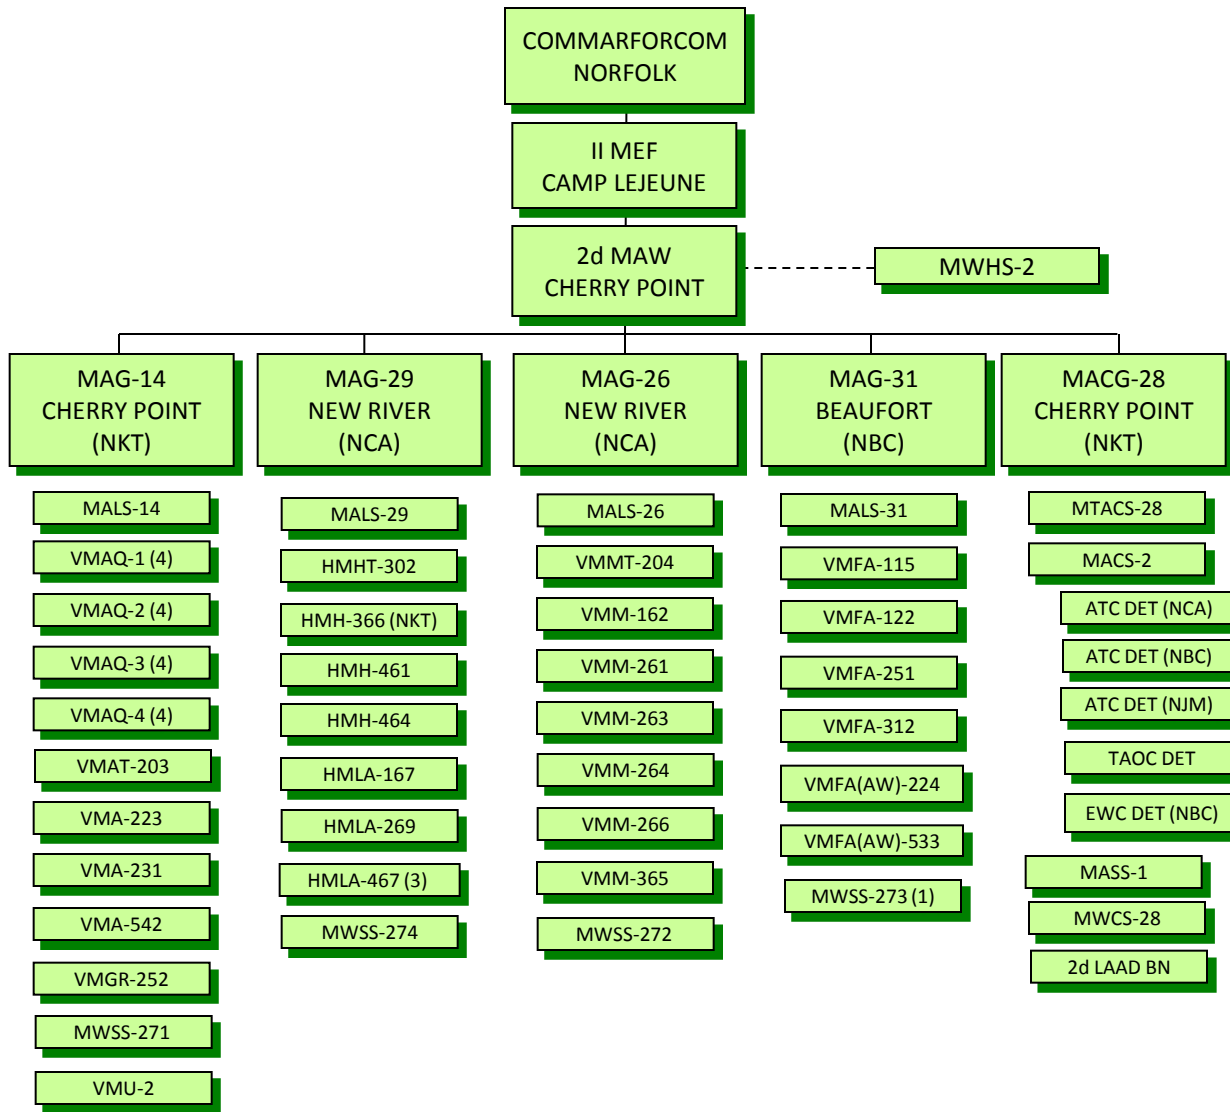 COMMARFORCOM
NORFOLK
II MEF
CAMP LEJEUNE
2d MAW
CHERRY POINT
MWHS-2
MAG-14
CHERRY POINT
(NKT)
MALS-14
VMAQ-1 (4)
VMAQ-2 (4)
VMAQ-3 (4)
VMAQ-4 (4)
VMAT-203
VMA-223
VMA-231
VMA-542
VMGR-252
MWSS-271
VMU-2
MAG-29
NEW RIVER
(NCA)
MALS-29
HMHT-302
HMH-366 (NKT)
HMH-461
HMH-464
HMLA-167
HMLA-269
HMLA-467 (3)
MWSS-274
MAG-26
NEW RIVER
(NCA)
MALS-26
VMMT-204
VMM-162
VMM-261
VMM-263
VMM-264
VMM-266
VMM-365
MWSS-272
MAG-31
BEAUFORT
(NBC)
MALS-31
VMFA-115
VMFA-122
VMFA-251
VMFA-312
VMFA(AW)-224
VMFA(AW)-533
MWSS-273 (1)
MACG-28
CHERRY POINT
(NKT)
MTACS-28
MACS-2
ATC DET (NCA)
ATC DET (NBC)
ATC DET (NJM)
TAOC DET
EWC DET (NBC)
MASS-1
MWCS-28
2d LAAD BN